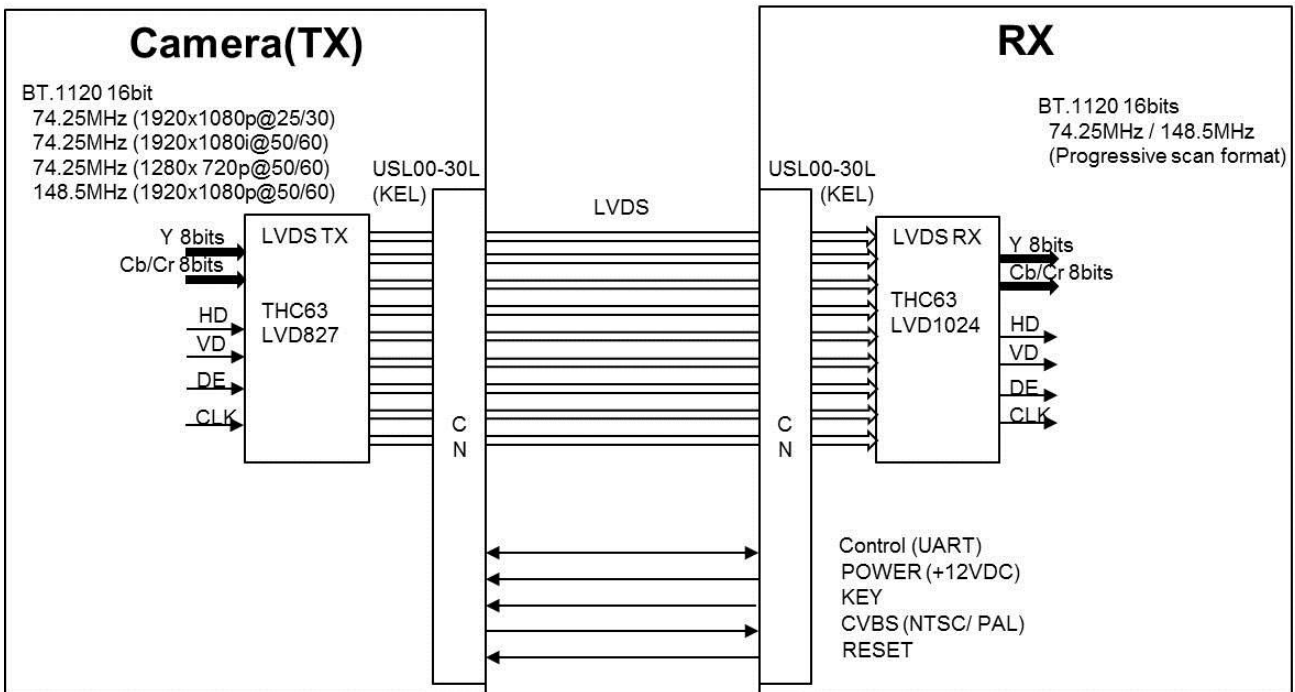 Camera(TX)
BT.1120 16bit
74.25MHz (1920x1080p@25/30)
74.25MHz (1920x1080i@50/60)
74.25MHz (1280x 720p@50/60)
148.5MHz (1920x1080p@50/60)
USL00-30L
(KEL)
Y 8bits
Cb/Cr 8bits
HD
VD
DE
CLK
LVDS TX
THC63
LVD827
C
N
LVDS
RX
BT.1120 16bits
74.25MHz / 148.5MHz
(Progressive scan format)
USL00-30L
(KEL)
C
N
LVDS RX
THC63
LVD1024
Y 8bits
Cb/Cr 8bits
HD
VD
DE
CLK
Control (UART)
POWER (+12VDC)
KEY
CVBS (NTSC/ PAL)
RESET